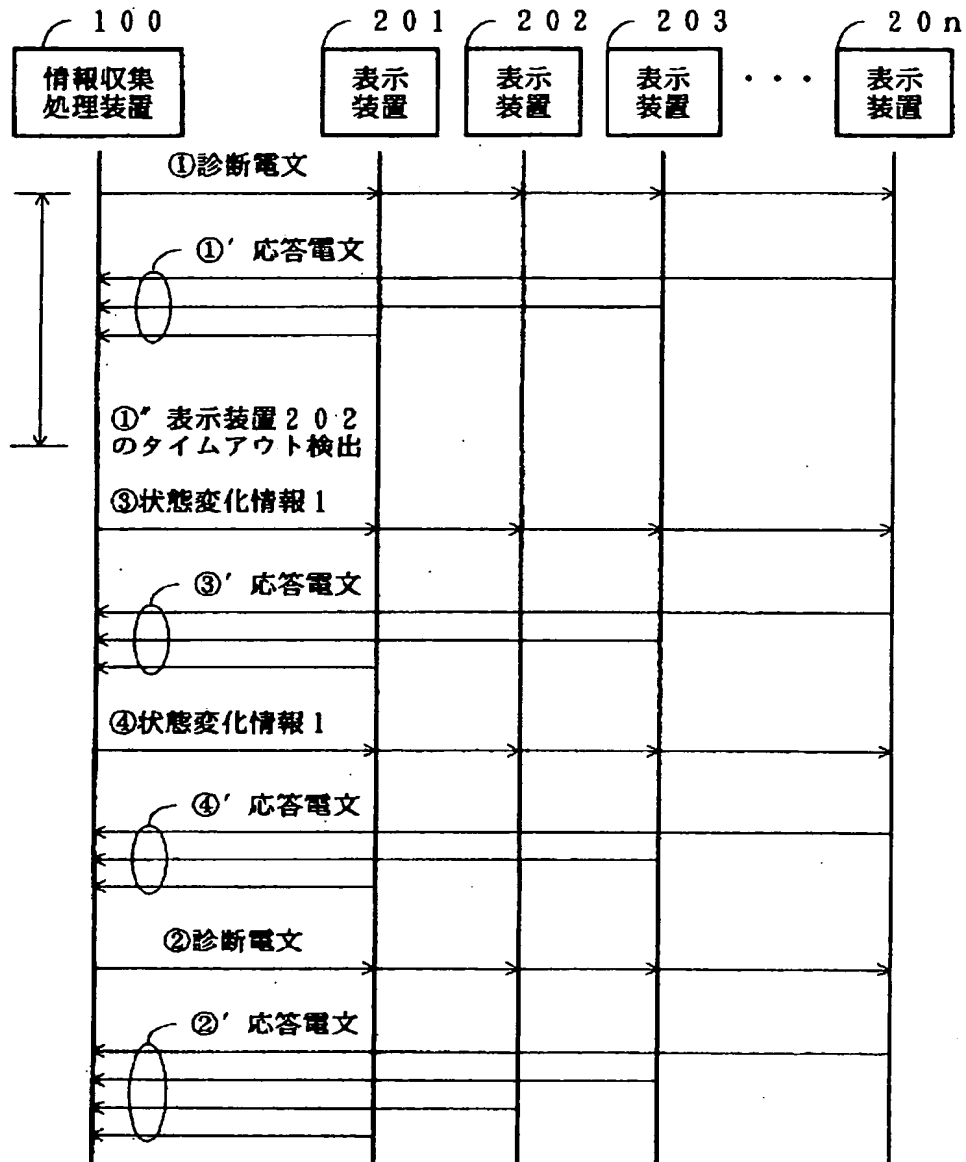 100
201
202
203
20n
情報収集
処理装置
表示
装置
表示
装置
表示
装置
・・・
表示
装置
①診断電文
①′応答電文
①″表示装置202
のタイムアウト検出
③状態変化情報1
③′応答電文
④状態変化情報1
④′応答電文
②診断電文
②′応答電文